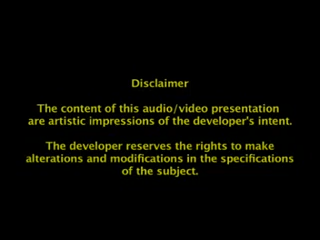 Disclaimer
The content of this audio/video presentation
are artistic impressions of the developer's intent.
The developer reserves the rights to make
alterations and modifications in the specifications
of the subject.